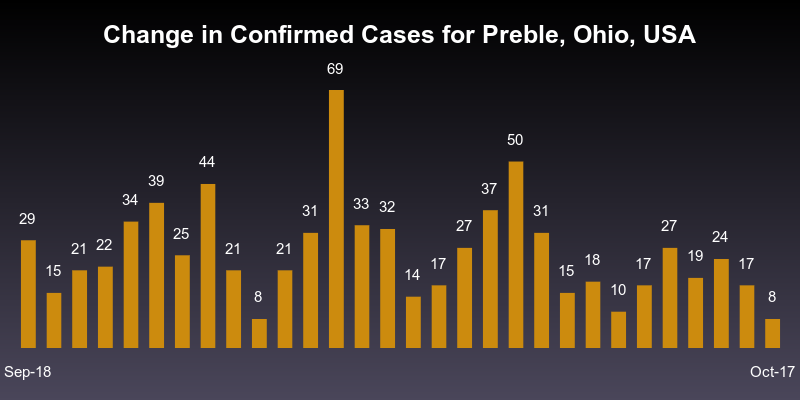 Change in Confirmed Cases for Preble, Ohio, USA
29 15 21 22 34 39 25 44 21 8 21 31 69 33 32 14 17 27 37 50 31 15 18 10 17 27 19 24 17 8
Sep-18 Oct-17